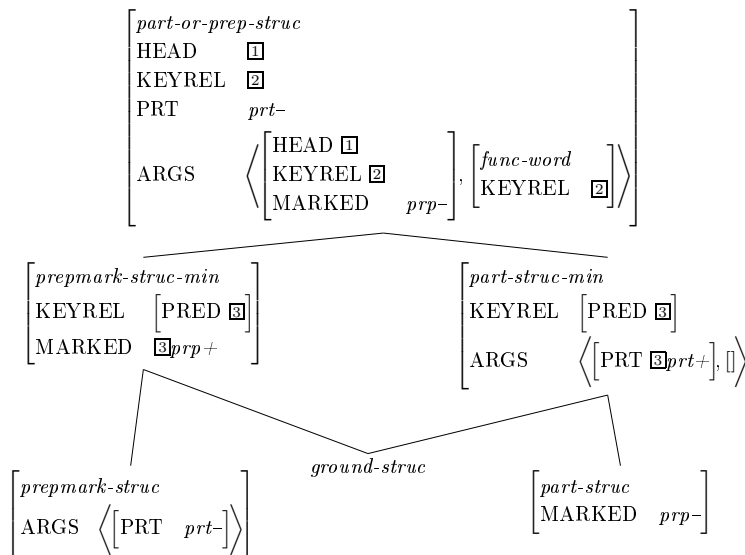 part-or-prep-struc
HEAD 1
KEYREL 2
PRT prt–
ARGS ⟨[HEAD 1
KEYREL 2
MARKED prp–], [func-word
KEYREL 2]⟩
prepmark-struc-min
KEYREL [PRED 3]
MARKED 3prp+
part-struc-min
KEYREL [PRED 3]
ARGS ⟨[PRT 3prt+], []⟩
ground-struc
prepmark-struc
ARGS ⟨[PRT prt–]⟩
part-struc
MARKED prp–